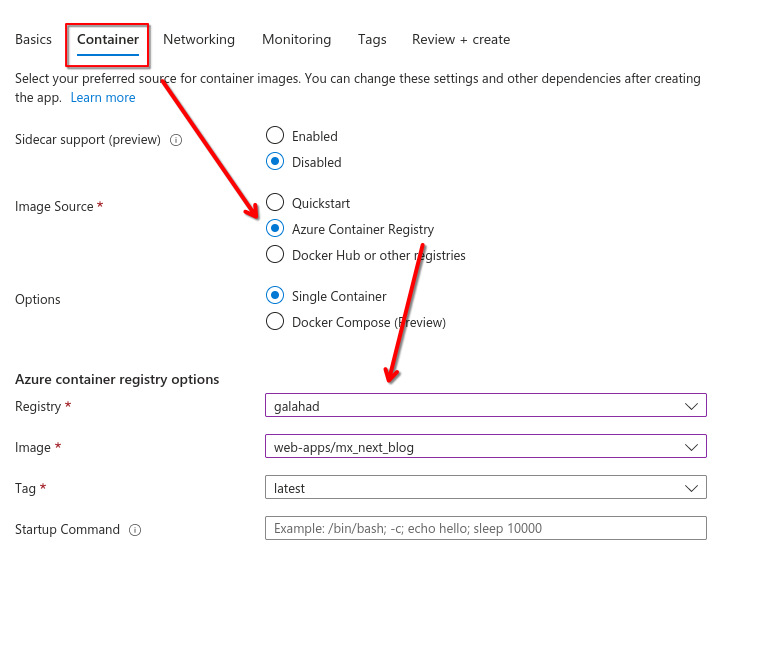 Basics Container Networking Monitoring Tags Review + create
Select your preferred source for container images. You can change these settings and other dependencies after creating
the app. Learn more
Sidecar support (preview)
Enabled
Disabled
Image Source *
Quickstart
Azure Container Registry
Docker Hub or other registries
Options
Single Container
Docker Compose (Preview)
Azure container registry options
Registry * galahad
Image * web-apps/mx_next_blog
Tag * latest
Startup Command Example: /bin/bash; -c; echo hello; sleep 10000